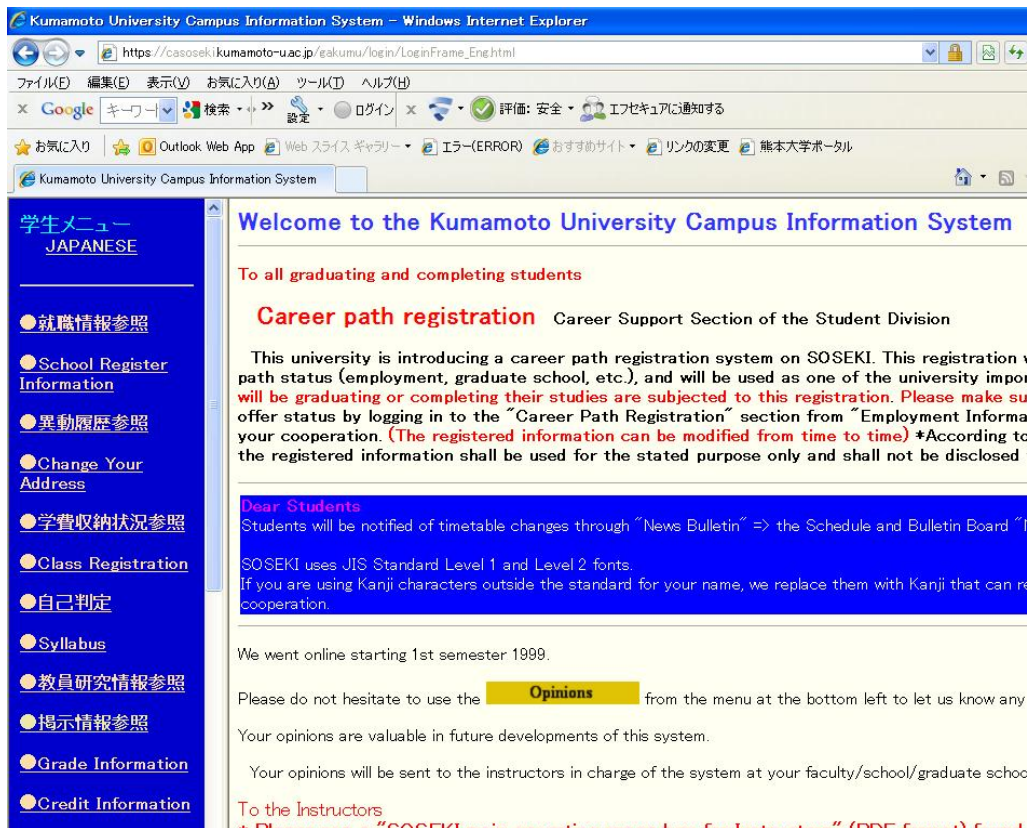 Kumamoto University Campus Information System - Windows Internet Explorer
https://casoseki.kumamoto-u.ac.jp/gakumu/login/LoginFrame_Eng.html
ファイル(F) 編集(E) 表示(V) お気に入り(A) ツール(T) ヘルプ(H)
x Google キーワード 検索 設定 ログイン x 評価: 安全 エフセキュアに通知する
お気に入り Outlook Web App Web スライス ギャラリー エラー(ERROR) おすすめサイト リンクの変更 熊本大学ポータル
Kumamoto University Campus Information System
学生メニュー
JAPANESE
●就職情報参照
●School Register
Information
●異動履歴参照
●Change Your
Address
●学費収納状況参照
●Class Registration
●自己判定
●Syllabus
●教員研究情報参照
●掲示情報参照
●Grade Information
●Credit Information
Welcome to the Kumamoto University Campus Information System
To all graduating and completing students
Career path registration Career Support Section of the Student Division
This university is introducing a career path registration system on SOSEKI. This registration
path status (employment, graduate school, etc.), and will be used as one of the university
will be graduating or completing their studies are subjected to this registration. Please make
offer status by logging in to the "Career Path Registration" section from "Employment
your cooperation. (The registered information can be modified from time to time) *According to
the registered information shall be used for the stated purpose only and shall not be disclosed
Dear Students
Students will be notified of timetable changes through "News Bulletin" => the Schedule and Bulletin Board
SOSEKI uses JIS Standard Level 1 and Level 2 fonts.
If you are using Kanji characters outside the standard for your name, we replace them with Kanji that can
cooperation.
We went online starting 1st semester 1999.
Please do not hesitate to use the Opinions from the menu at the bottom left to let us know any
Your opinions are valuable in future developments of this system.
Your opinions will be sent to the instructors in charge of the system at your faculty/school/graduate
To the Instructors